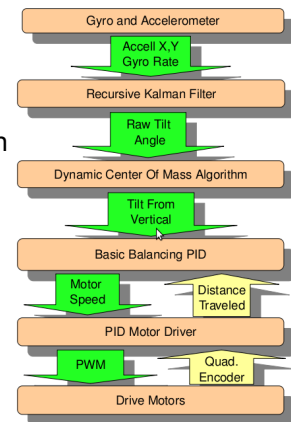 Gyro and Accelerometer
Accell X,Y
Gyro Rate
Recursive Kalman Filter
Raw Tilt
Angle
Dynamic Center Of Mass Algorithm
Tilt From
Vertical
Basic Balancing PID
Motor
Speed
Distance
Traveled
PID Motor Driver
PWM
Quad.
Encoder
Drive Motors